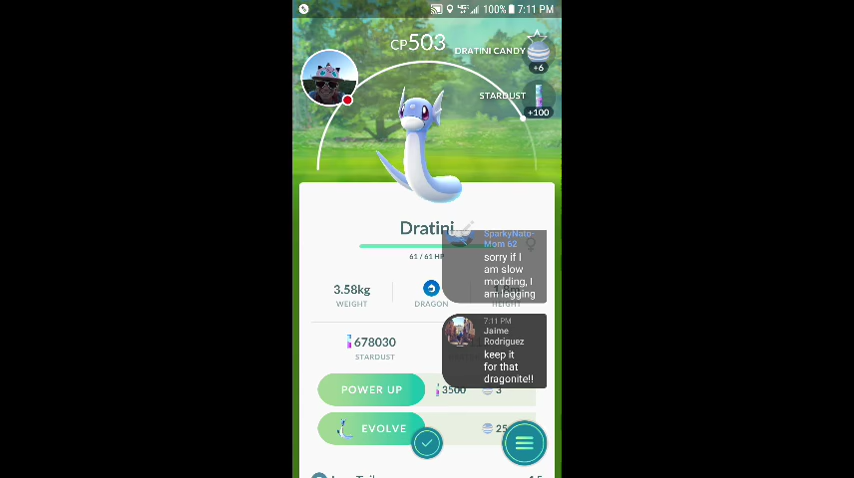 100% 7:11 PM
CP503
DRATINI CANDY
+6
STARDUST
+100
Dratini
61 / 61 HP
SparkyNato-
Mom 62
sorry if I
am slow
modding, I
am lagging
3.58kg
WEIGHT
DRAGON
HEIGHT
7:11 PM
Jaime
Rodriguez
keep it
for that
dragonite!!
678030
STARDUST
POWER UP
3500
3
EVOLVE
25